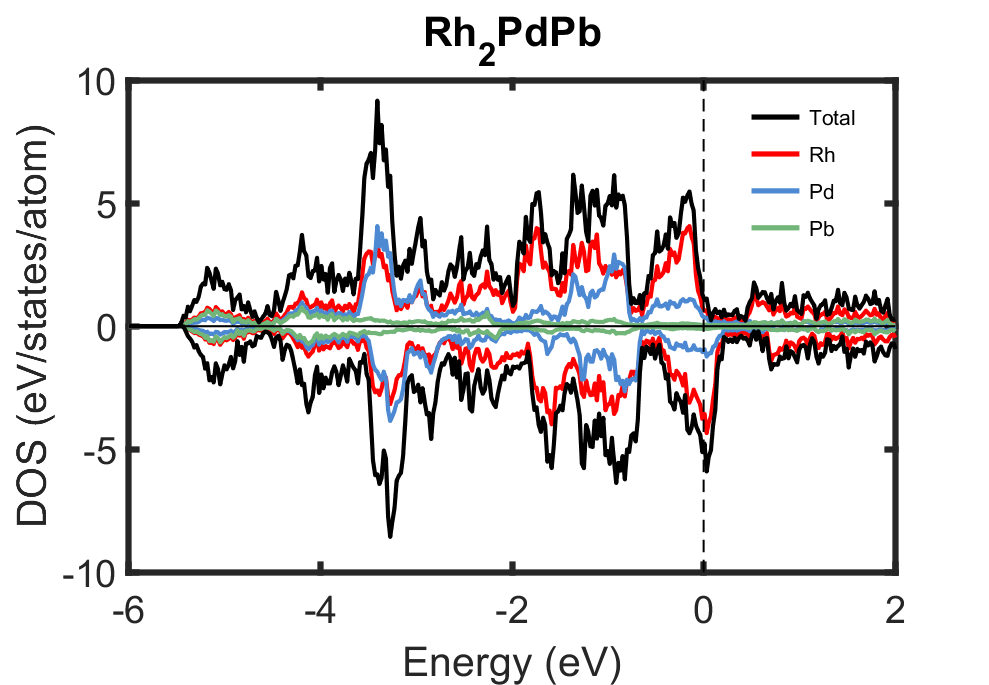 Rh2PdPb
10
5
0
-5
-10
DOS (eV/states/atom)
Total
Rh
Pd
Pb
-6 -4 -2 0 2
Energy (eV)